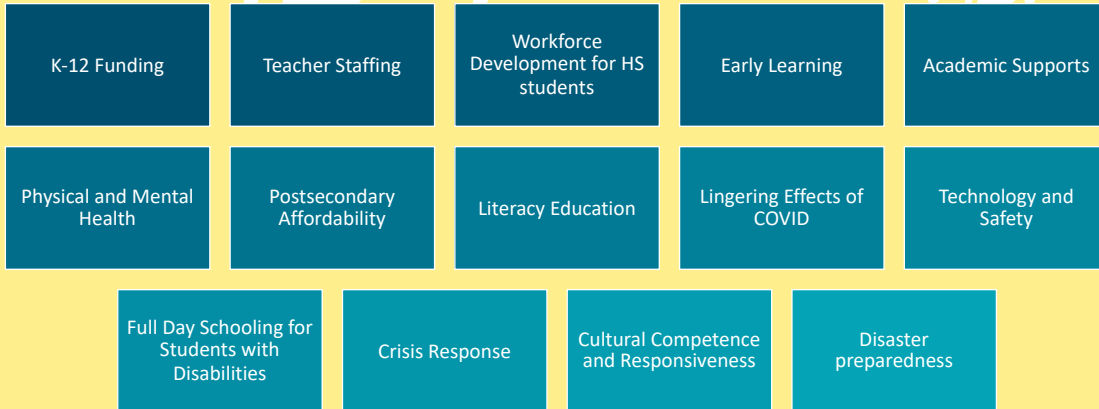 K-12 Funding
Teacher Staffing
Workforce
Development for HS
students
Early Learning
Academic Supports
Physical and Mental
Health
Postsecondary
Affordability
Literacy Education
Lingering Effects of
COVID
Technology and
Safety
Full Day Schooling for
Students with
Disabilities
Crisis Response
Cultural Competence
and Responsiveness
Disaster
preparedness